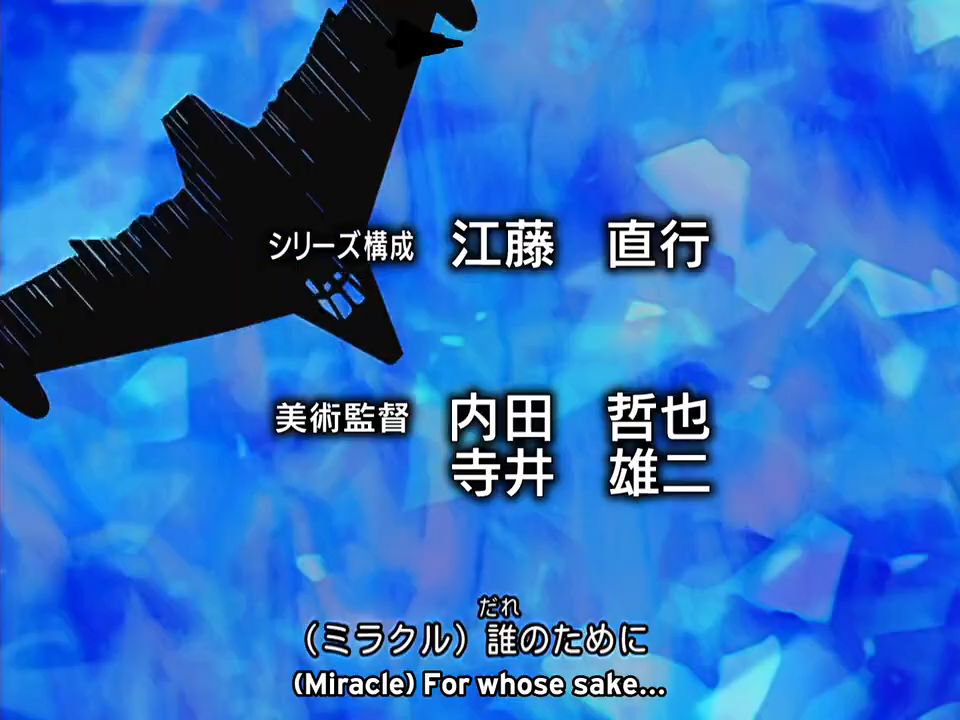 シリーズ構成 江藤 直行
美術監督 内田 哲也
寺井 雄二
だれ
(ミラクル) 誰のために
(Miracle) For whose sake...